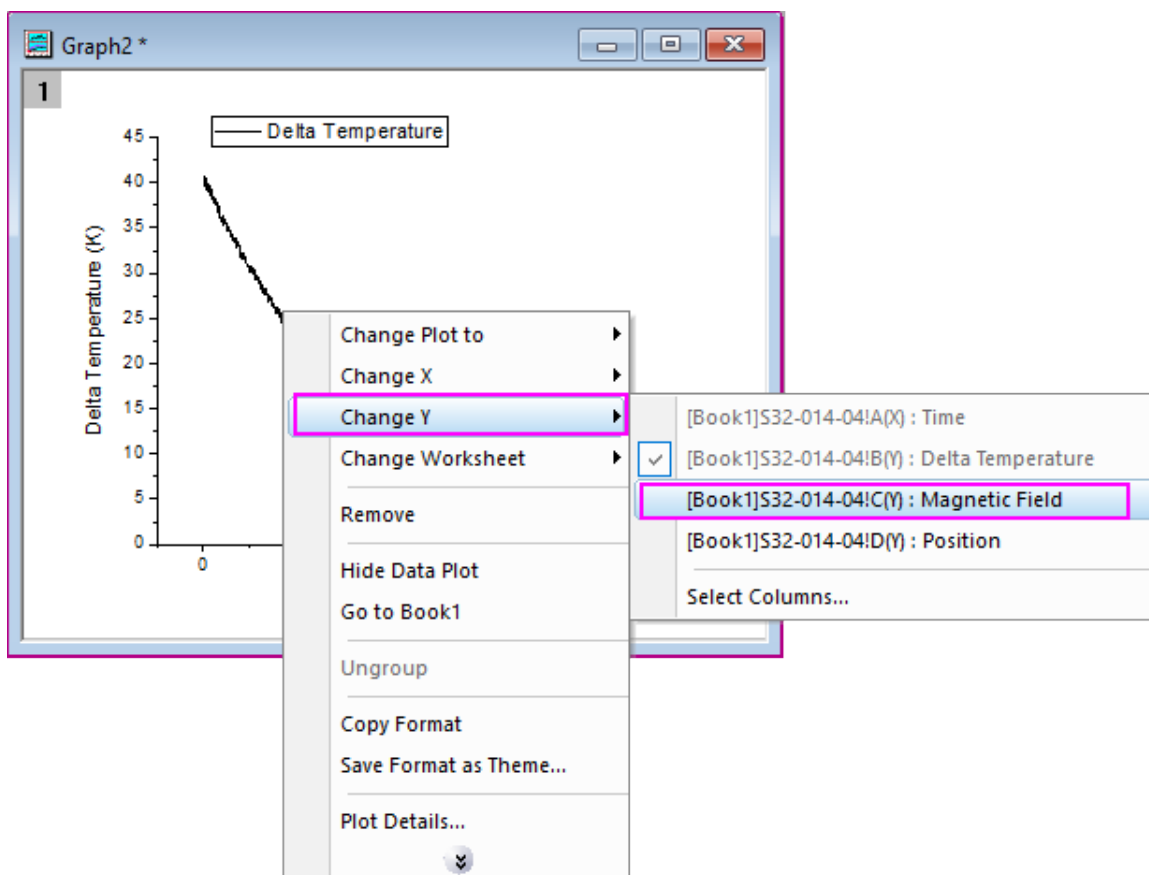 Graph2 *
1
Delta Temperature
45
40
35
30
25
20
15
10
5
0
0
Delta Temperature (K)
Change Plot to
Change X
Change Y
Change Worksheet
Remove
Hide Data Plot
Go to Book1
Ungroup
Copy Format
Save Format as Theme...
Plot Details...
[Book1]S32-014-04!A(X) : Time
[Book1]S32-014-04!B(Y) : Delta Temperature
[Book1]S32-014-04!C(Y) : Magnetic Field
[Book1]S32-014-04!D(Y) : Position
Select Columns...